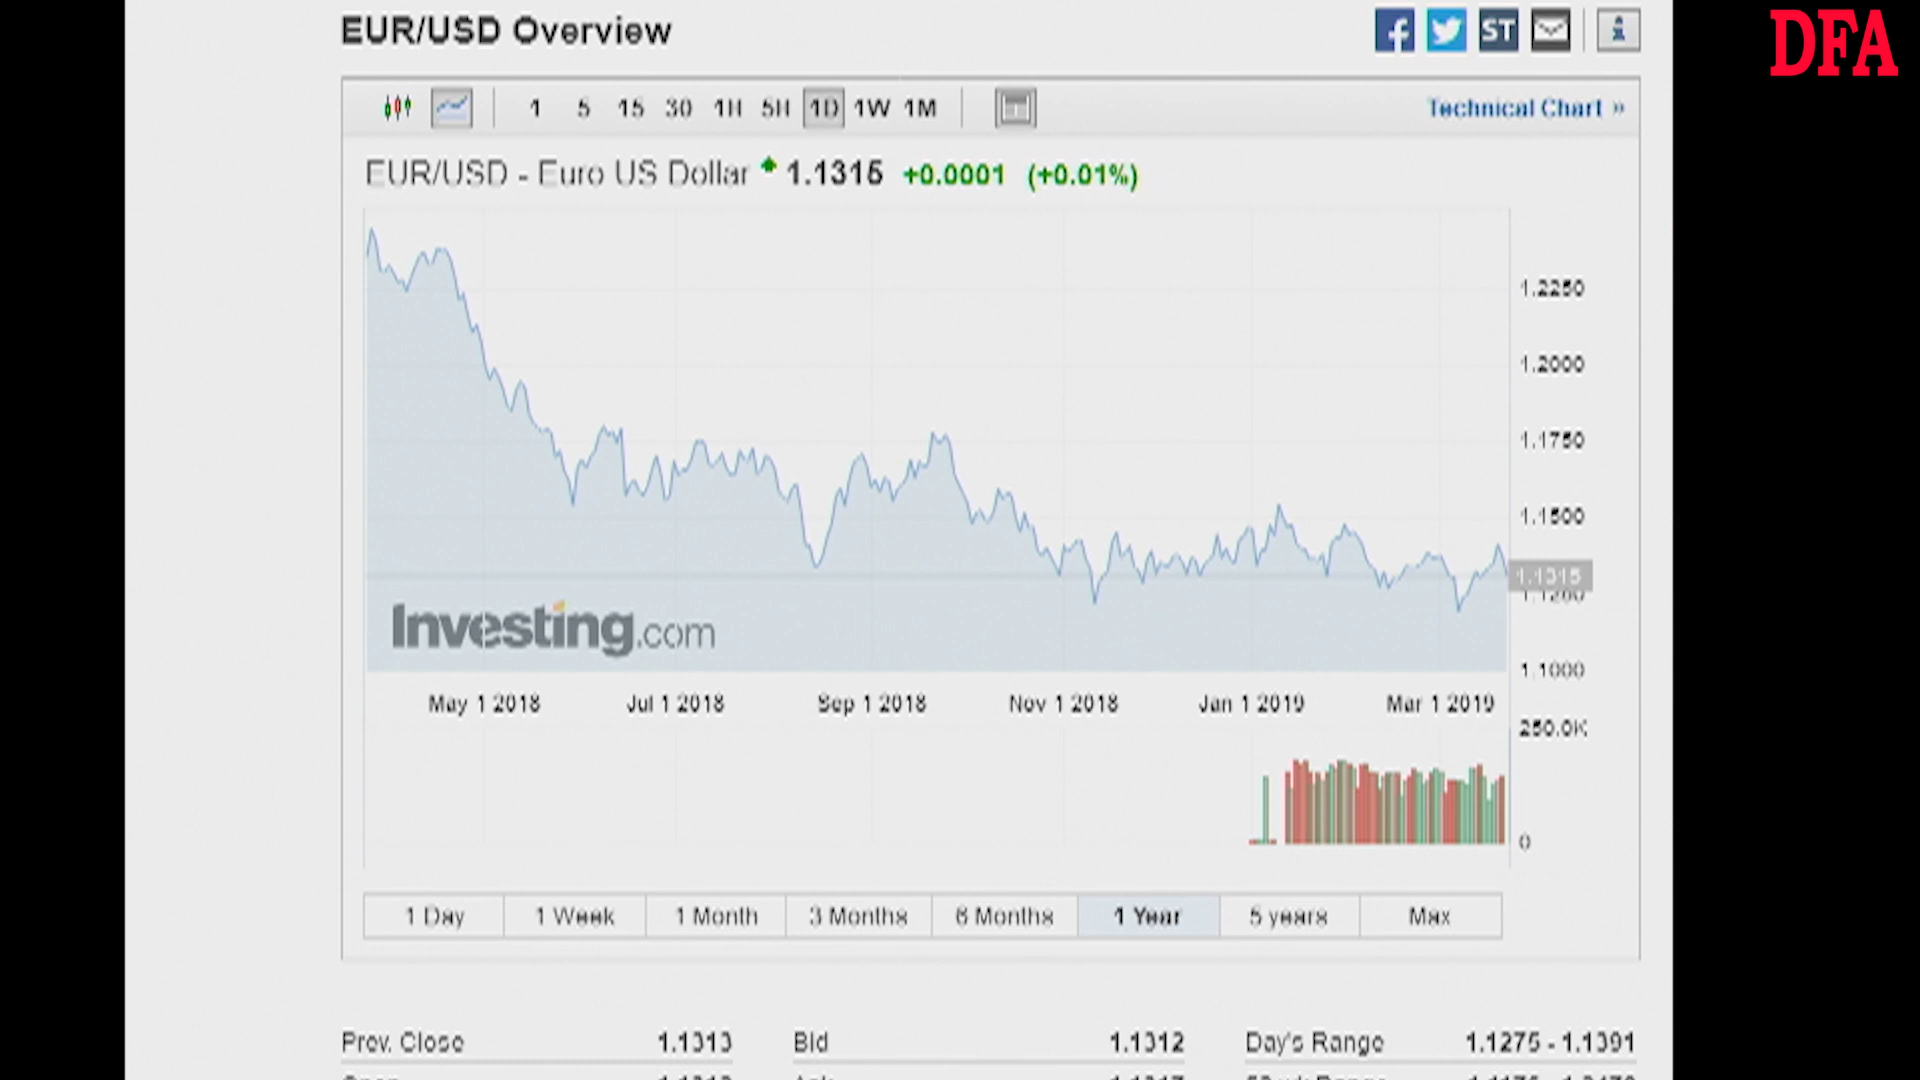 EUR/USD Overview
ST
DFA
1 5 15 30 1H 5H 1D 1W 1M
Technical Chart »
EUR/USD - Euro US Dollar 1.1315 +0.0001 (+0.01%)
1.2250
1.2000
1.1750
1.1500
1.1315
1.1250
1.1000
Investing.com
May 1 2018 Jul 1 2018 Sep 1 2018 Nov 1 2018 Jan 1 2019 Mar 1 2019
250.0K
0
1 Day 1 Week 1 Month 3 Months 6 Months 1 Year 5 years Max
Prev. Close 1.1313 Bid 1.1312 Day's Range 1.1275 - 1.1391